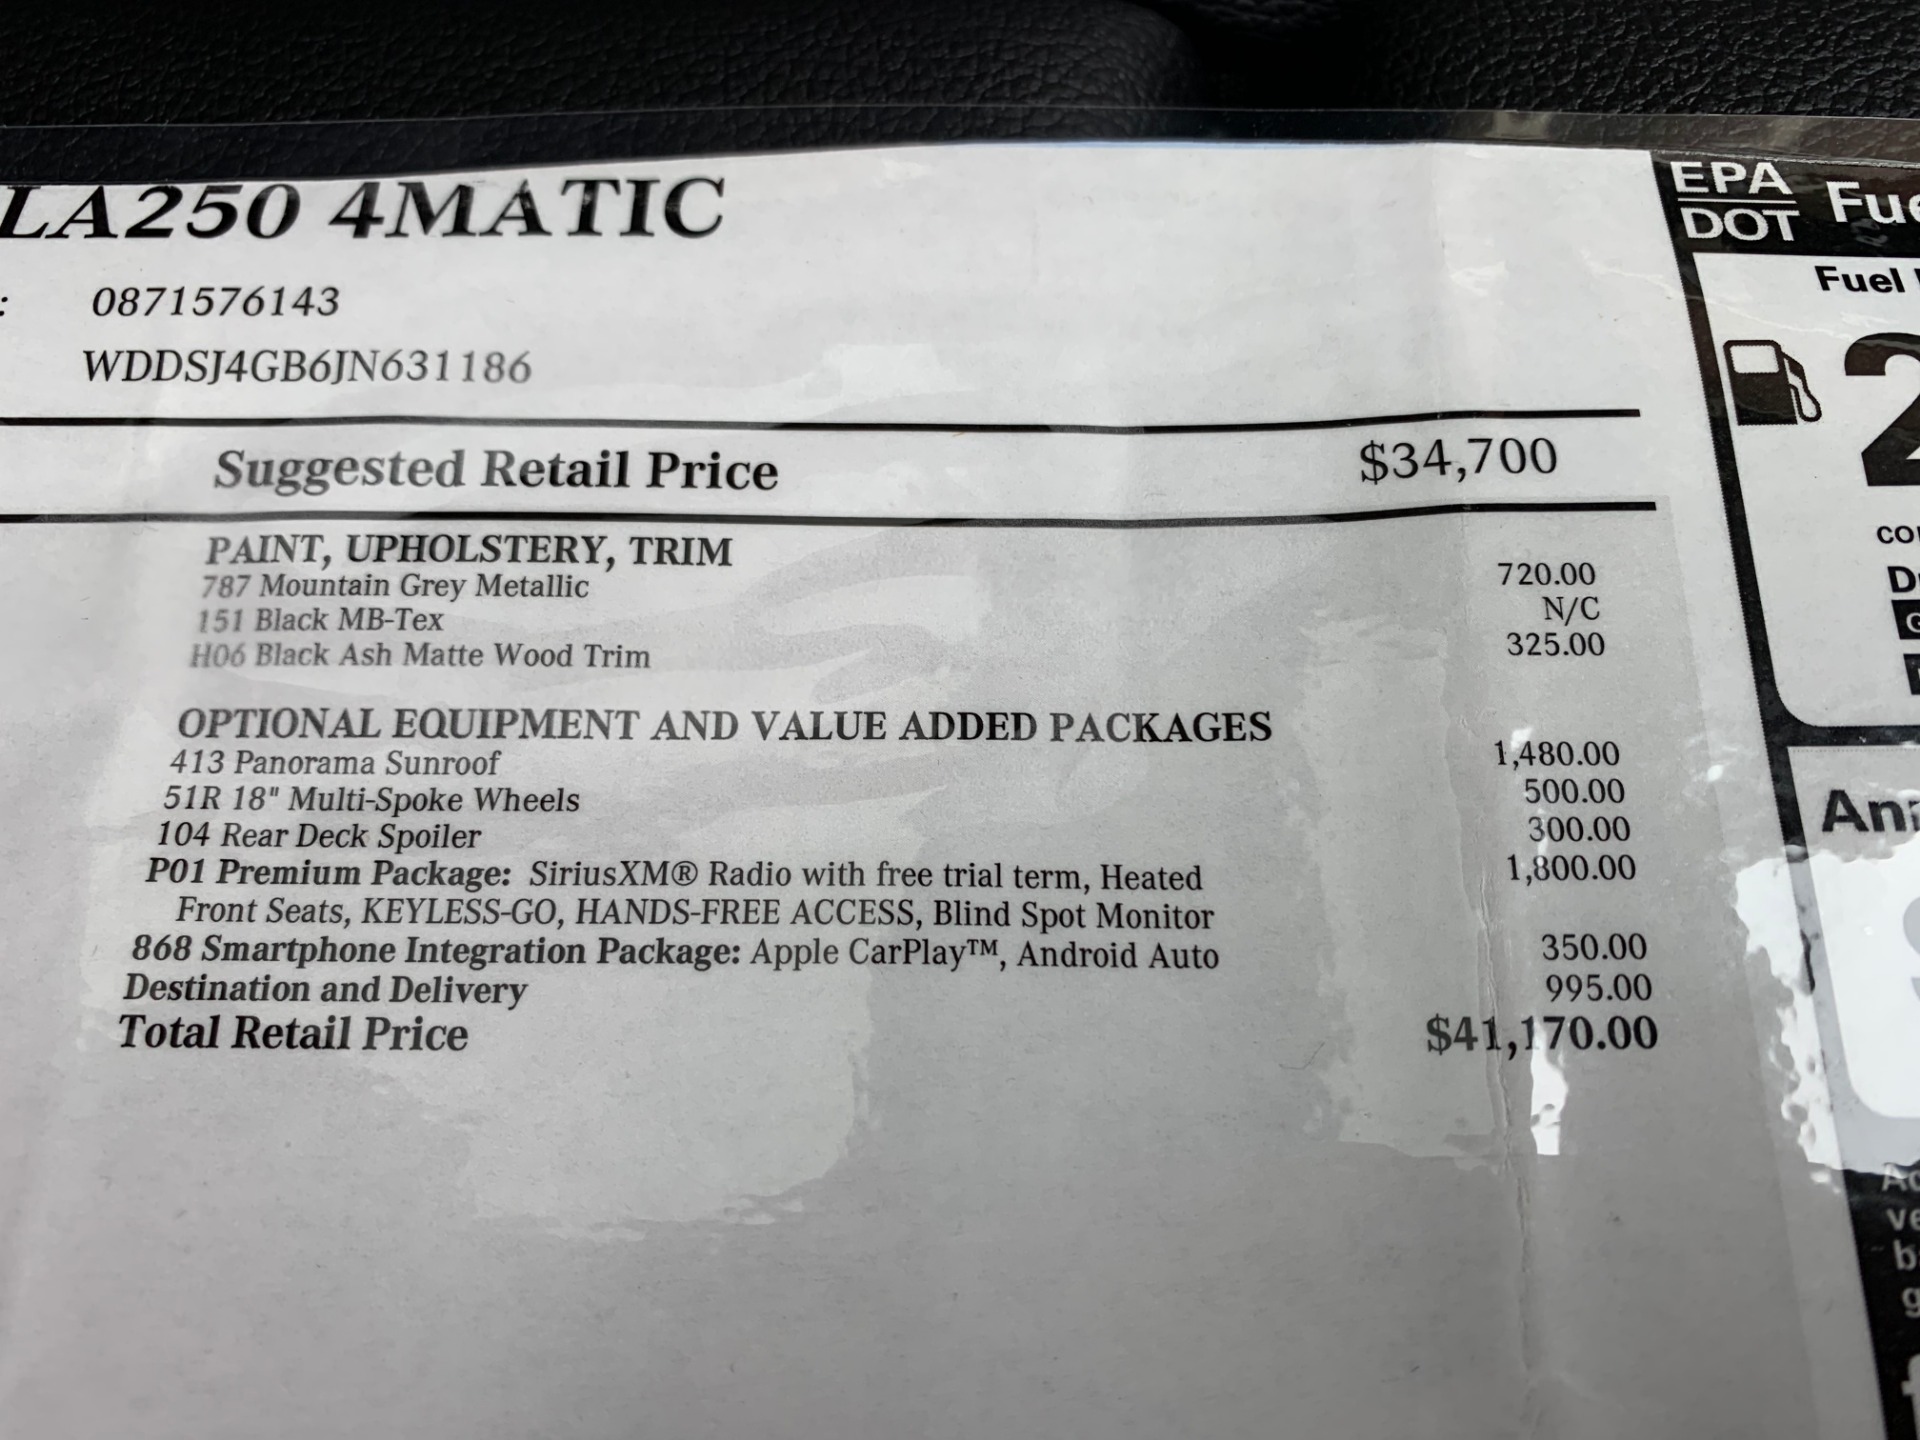 LA250 4MATIC
: 0871576143
WDDSJ4GB6JN631186
Suggested Retail Price $34,700
PAINT, UPHOLSTERY, TRIM
787 Mountain Grey Metallic 720.00
151 Black MB-Tex N/C
H06 Black Ash Matte Wood Trim 325.00
OPTIONAL EQUIPMENT AND VALUE ADDED PACKAGES
413 Panorama Sunroof 1,480.00
51R 18" Multi-Spoke Wheels 500.00
104 Rear Deck Spoiler 300.00
P01 Premium Package: SiriusXM® Radio with free trial term, Heated 1,800.00
Front Seats, KEYLESS-GO, HANDS-FREE ACCESS, Blind Spot Monitor
868 Smartphone Integration Package: Apple CarPlay™, Android Auto 350.00
Destination and Delivery 995.00
Total Retail Price $41,170.00
EPA
DOT
Fuel
2